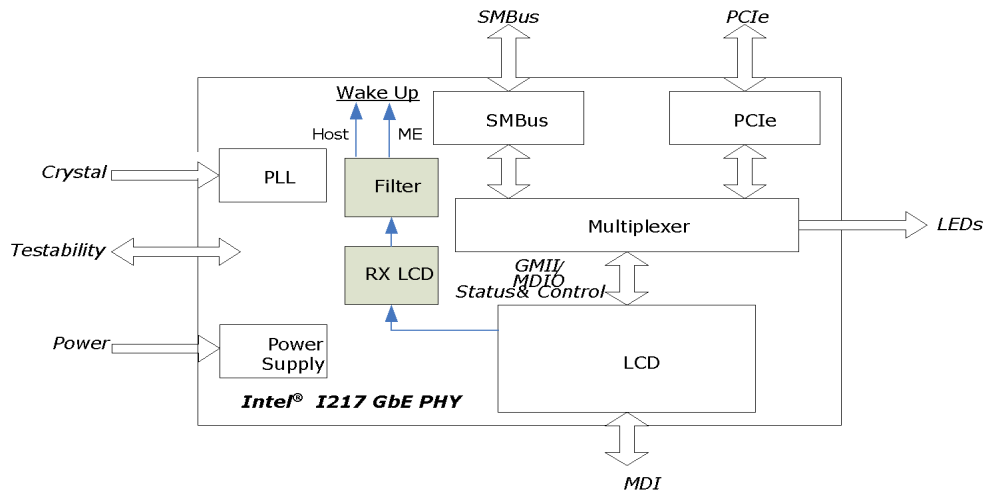 SMBus
PCIe
Wake Up
Host
ME
SMBus
PCIe
Crystal
PLL
Filter
Multiplexer
LEDs
Testability
RX LCD
GMII/
MDIO
Status& Control
Power
Power
Supply
LCD
Intel® I217 GbE PHY
MDI